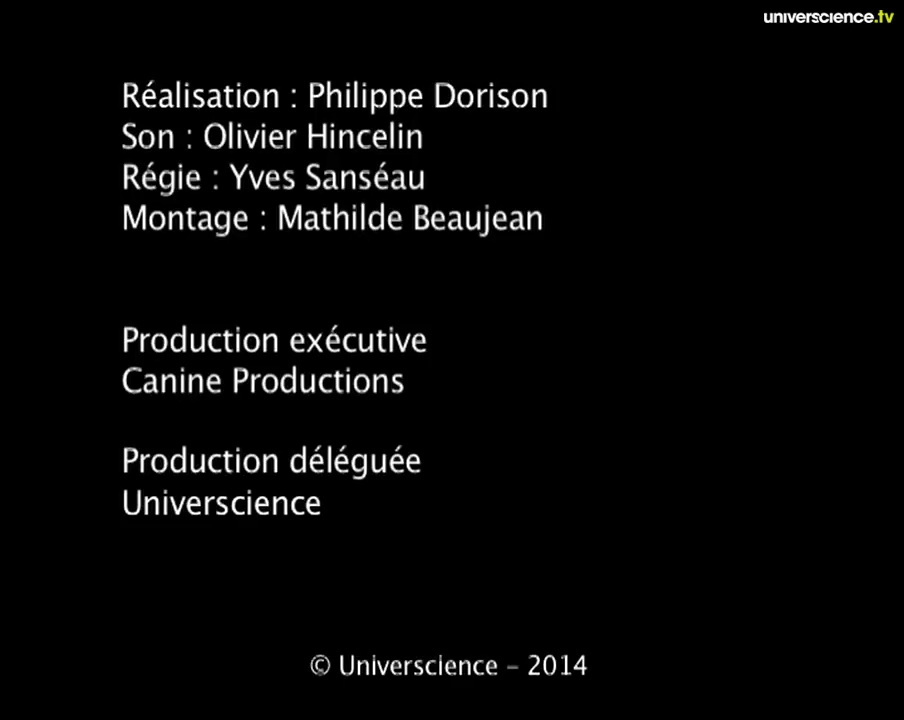 universcience.tv
Réalisation : Philippe Dorison
Son : Olivier Hincelin
Régie : Yves Sanséau
Montage : Mathilde Beaujean
Production exécutive
Canine Productions
Production déléguée
Universcience
© Universcience – 2014